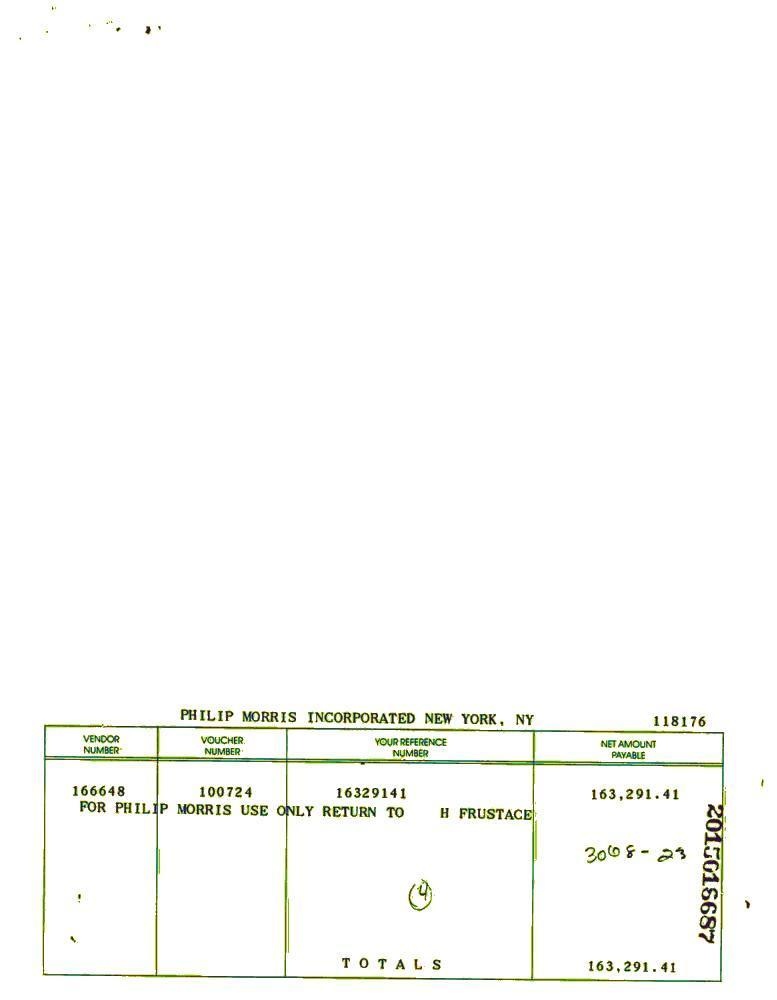 PHILIP MORRIS INCORPORATED NEW YORK, NY 118176
VENDOR NUMBER VOUCHER NUMBER YOUR REFERENCE NUMBER NET AMOUNT PAYABLE
166648 100724 16329141 163,291.41
FOR PHILIP MORRIS USE ONLY RETURN TO H FRUSTACE
3068-23
4
TOTALS 163,291.41
2015018687